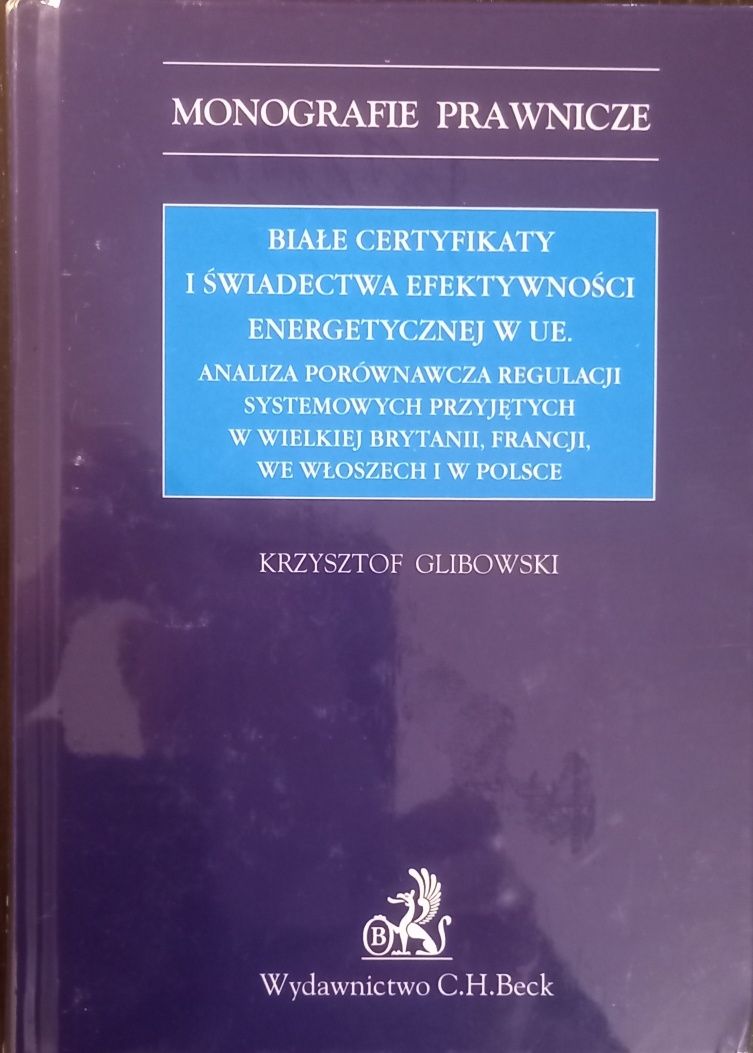 MONOGRAFIE PRAWNICZE
BIAŁE CERTYFIKATY
I ŚWIADECTWA EFEKTYWNOŚCI
ENERGETYCZNEJ W UE.
ANALIZA PORÓWNAWCZA REGULACJI
SYSTEMOWYCH PRZYJĘTYCH
W WIELKIEJ BRYTANII, FRANCJI,
WE WŁOSZECH I W POLSCE
KRZYSZTOF GLIBOWSKI
B
Wydawnictwo C.H.Beck